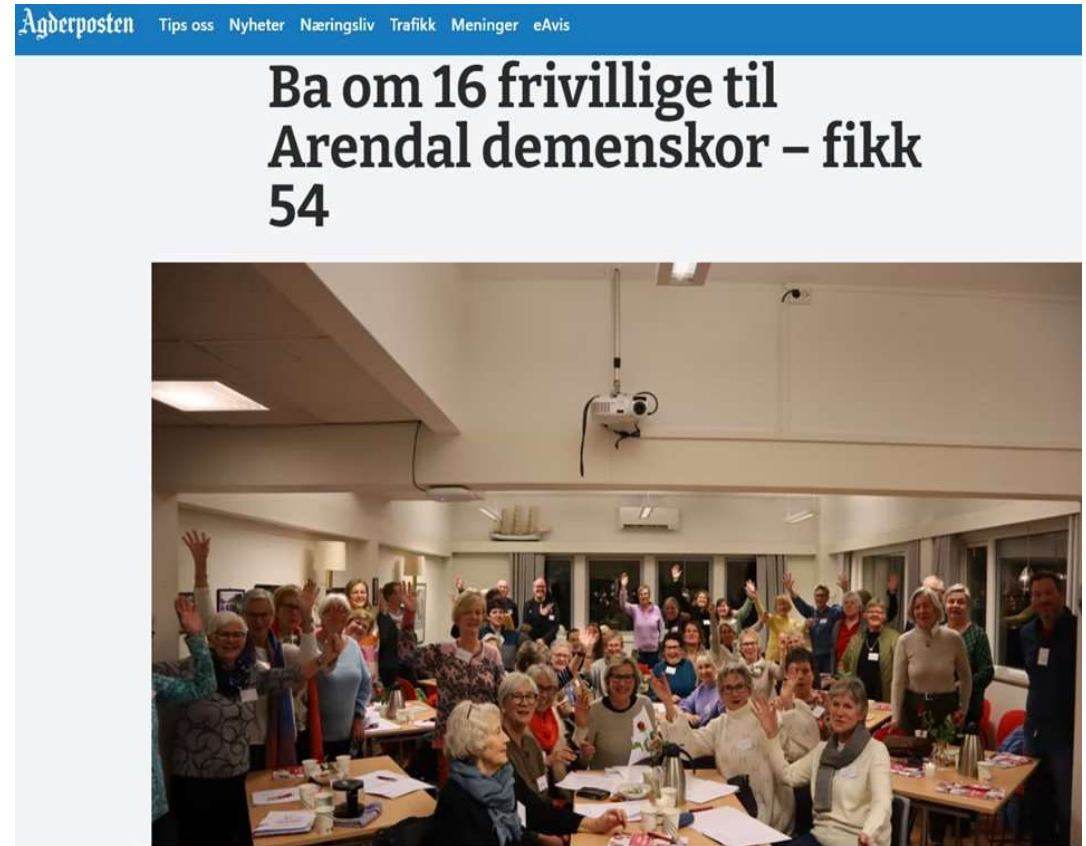 Agderposten Tips oss Nyheter Næringsliv Trafikk Meninger eAvis
Ba om 16 frivillige til
Arendal demenskor – fikk
54